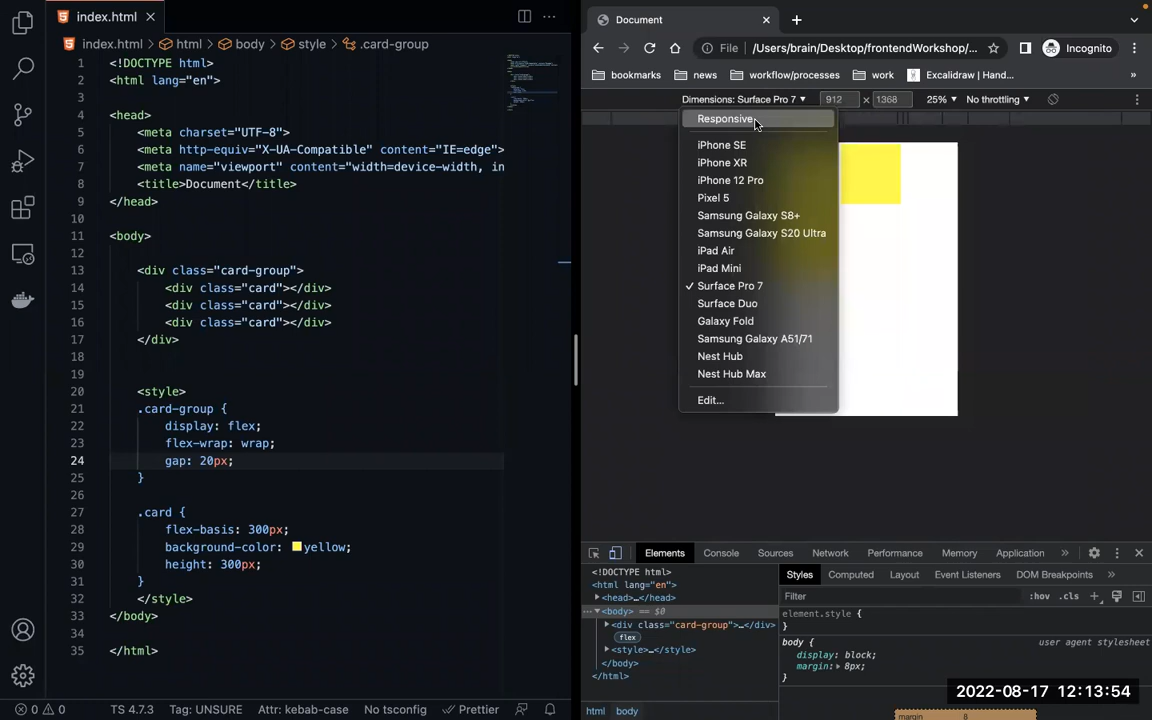 index.html
index.html > html > body > style > .card-group
1 <!DOCTYPE html>
2 <html lang="en">
3
4 <head>
5 <meta charset="UTF-8">
6 <meta http-equiv="X-UA-Compatible" content="IE=edge">
7 <meta name="viewport" content="width=device-width, in
8 <title>Document</title>
9 </head>
10
11 <body>
12
13 <div class="card-group">
14 <div class="card"></div>
15 <div class="card"></div>
16 <div class="card"></div>
17 </div>
18
19
20 <style>
21 .card-group {
22 display: flex;
23 flex-wrap: wrap;
24 gap: 20px;
25 }
26
27 .card {
28 flex-basis: 300px;
29 background-color: yellow;
30 height: 300px;
31 }
32 </style>
33 </body>
34
35 </html>
0 0 TS 4.7.3 Tag: UNSURE Attr: kebab-case No tsconfig Prettier
Document
File /Users/brain/Desktop/frontendWorkshop/... Incognito
bookmarks news workflow/processes work Excalidraw | Hand... »
Dimensions: Surface Pro 7 912 × 1368 25% No throttling
Responsive
iPhone SE
iPhone XR
iPhone 12 Pro
Pixel 5
Samsung Galaxy S8+
Samsung Galaxy S20 Ultra
iPad Air
iPad Mini
✓ Surface Pro 7
Surface Duo
Galaxy Fold
Samsung Galaxy A51/71
Nest Hub
Nest Hub Max
Edit...
Elements Console Sources Network Performance Memory Application »
<!DOCTYPE html>
<html lang="en">
<head>…</head>
<body> == $0
<div class="card-group">…</div>
flex
<style>…</style>
</body>
</html>
html body
Styles Computed Layout Event Listeners DOM Breakpoints »
Filter :hov .cls
element.style {
}
body { user agent stylesheet
display: block;
margin: 8px;
}
margin 8
2022-08-17 12:13:54